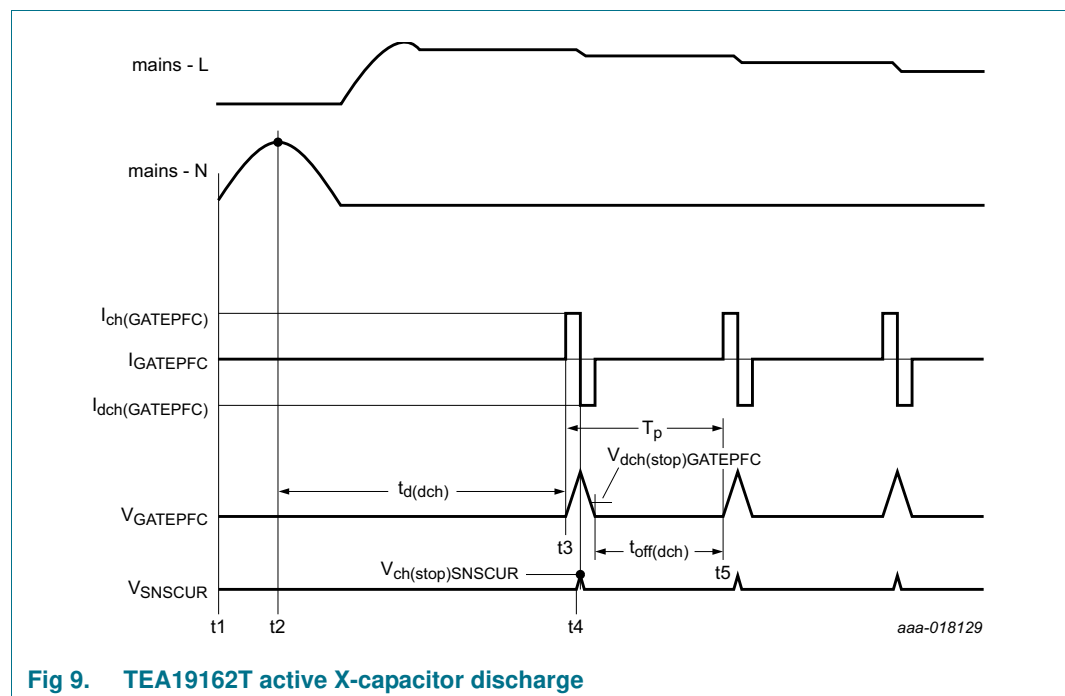 mains - L
mains - N
Ich(GATEPFC)
IGATEPFC
Idch(GATEPFC)
Tp
Vdch(stop)GATEPFC
td(dch)
VGATEPFC
t3
toff(dch)
t5
Vch(stop)SNSCUR
VSNSCUR
t1
t2
t4
aaa-018129
Fig 9. TEA19162T active X-capacitor discharge